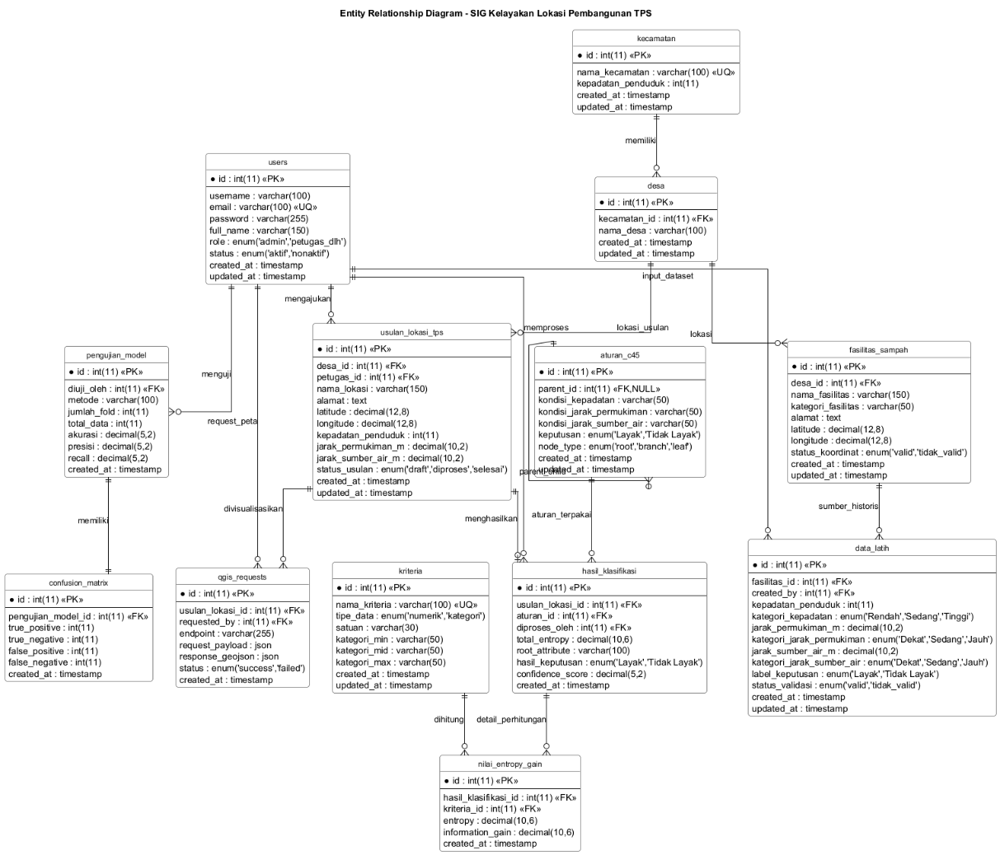 Entity Relationship Diagram - SIG Kelayakan Lokasi Pembangunan TPS
kecamatan
● id : int(11) «PK»
nama_kecamatan : varchar(100) «UQ»
kepadatan_penduduk : int(11)
created_at : timestamp
updated_at : timestamp
memiliki
users
● id : int(11) «PK»
username : varchar(100)
email : varchar(100) «UQ»
password : varchar(255)
full_name : varchar(150)
role : enum('admin','petugas_dlh')
status : enum('aktif','nonaktif')
created_at : timestamp
updated_at : timestamp
desa
● id : int(11) «PK»
kecamatan_id : int(11) «FK»
nama_desa : varchar(100)
created_at : timestamp
updated_at : timestamp
input_dataset
mengajukan
memproses
lokasi_usulan
lokasi
menguji
request_peta
pengujian_model
● id : int(11) «PK»
diuji_oleh : int(11) «FK»
metode : varchar(100)
jumlah_fold : int(11)
total_data : int(11)
akurasi : decimal(5,2)
presisi : decimal(5,2)
recall : decimal(5,2)
created_at : timestamp
usulan_lokasi_tps
● id : int(11) «PK»
desa_id : int(11) «FK»
petugas_id : int(11) «FK»
nama_lokasi : varchar(150)
alamat : text
latitude : decimal(12,8)
longitude : decimal(12,8)
kepadatan_penduduk : int(11)
jarak_permukiman_m : decimal(10,2)
jarak_sumber_air_m : decimal(10,2)
status_usulan : enum('draft','diproses','selesai')
created_at : timestamp
updated_at : timestamp
aturan_c45
● id : int(11) «PK»
parent_id : int(11) «FK,NULL»
kondisi_kepadatan : varchar(50)
kondisi_jarak_permukiman : varchar(50)
kondisi_jarak_sumber_air : varchar(50)
keputusan : enum('Layak','Tidak Layak')
node_type : enum('root','branch','leaf')
created_at : timestamp
updated_at : timestamp
parent_child
fasilitas_sampah
● id : int(11) «PK»
desa_id : int(11) «FK»
nama_fasilitas : varchar(150)
kategori_fasilitas : varchar(50)
alamat : text
latitude : decimal(12,8)
longitude : decimal(12,8)
status_koordinat : enum('valid','tidak_valid')
created_at : timestamp
updated_at : timestamp
memiliki
divisualisasikan
menghasilkan
aturan_terpakai
sumber_historis
confusion_matrix
● id : int(11) «PK»
pengujian_model_id : int(11) «FK»
true_positive : int(11)
true_negative : int(11)
false_positive : int(11)
false_negative : int(11)
created_at : timestamp
qgis_requests
● id : int(11) «PK»
usulan_lokasi_id : int(11) «FK»
requested_by : int(11) «FK»
endpoint : varchar(255)
request_payload : json
response_geojson : json
status : enum('success','failed')
created_at : timestamp
kriteria
● id : int(11) «PK»
nama_kriteria : varchar(100) «UQ»
tipe_data : enum('numerik','kategori')
satuan : varchar(30)
kategori_min : varchar(50)
kategori_mid : varchar(50)
kategori_max : varchar(50)
created_at : timestamp
updated_at : timestamp
hasil_klasifikasi
● id : int(11) «PK»
usulan_lokasi_id : int(11) «FK»
aturan_id : int(11) «FK»
diproses_oleh : int(11) «FK»
total_entropy : decimal(10,6)
root_attribute : varchar(100)
hasil_keputusan : enum('Layak','Tidak Layak')
confidence_score : decimal(5,2)
created_at : timestamp
data_latih
● id : int(11) «PK»
fasilitas_id : int(11) «FK»
created_by : int(11) «FK»
kepadatan_penduduk : int(11)
kategori_kepadatan : enum('Rendah','Sedang','Tinggi')
jarak_permukiman_m : decimal(10,2)
kategori_jarak_permukiman : enum('Dekat','Sedang','Jauh')
jarak_sumber_air_m : decimal(10,2)
kategori_jarak_sumber_air : enum('Dekat','Sedang','Jauh')
label_keputusan : enum('Layak','Tidak Layak')
status_validasi : enum('valid','tidak_valid')
created_at : timestamp
updated_at : timestamp
dihitung
detail_perhitungan
nilai_entropy_gain
● id : int(11) «PK»
hasil_klasifikasi_id : int(11) «FK»
kriteria_id : int(11) «FK»
entropy : decimal(10,6)
information_gain : decimal(10,6)
created_at : timestamp